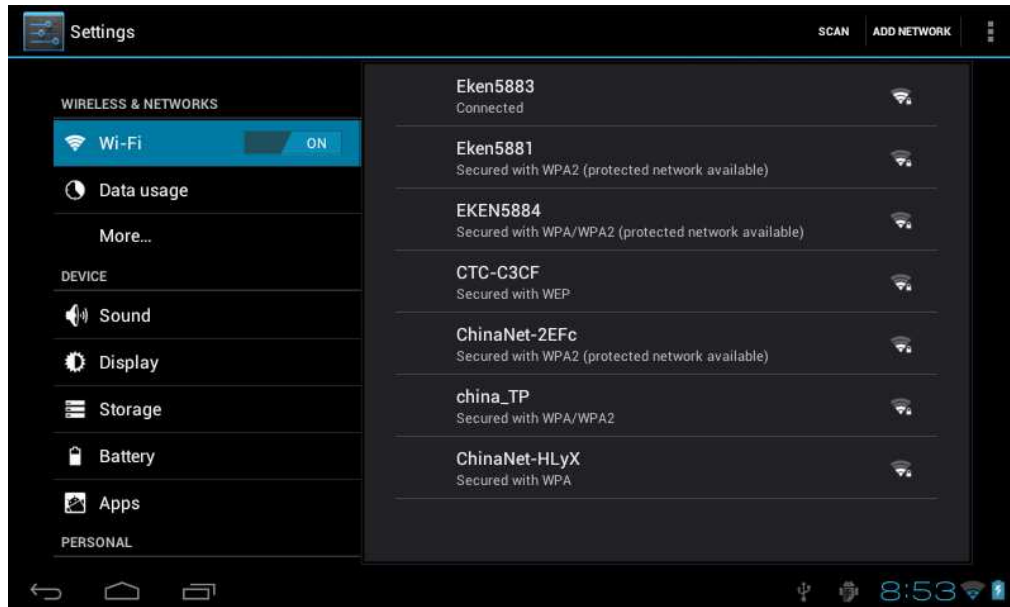 Settings
SCAN
ADD NETWORK
WIRELESS & NETWORKS
Wi-Fi
ON
Data usage
More...
DEVICE
Sound
Display
Storage
Battery
Apps
PERSONAL
Eken5883
Connected
Eken5881
Secured with WPA2 (protected network available)
EKEN5884
Secured with WPA/WPA2 (protected network available)
CTC-C3CF
Secured with WEP
ChinaNet-2EFc
Secured with WPA2 (protected network available)
china_TP
Secured with WPA/WPA2
ChinaNet-HLyX
Secured with WPA
8:53